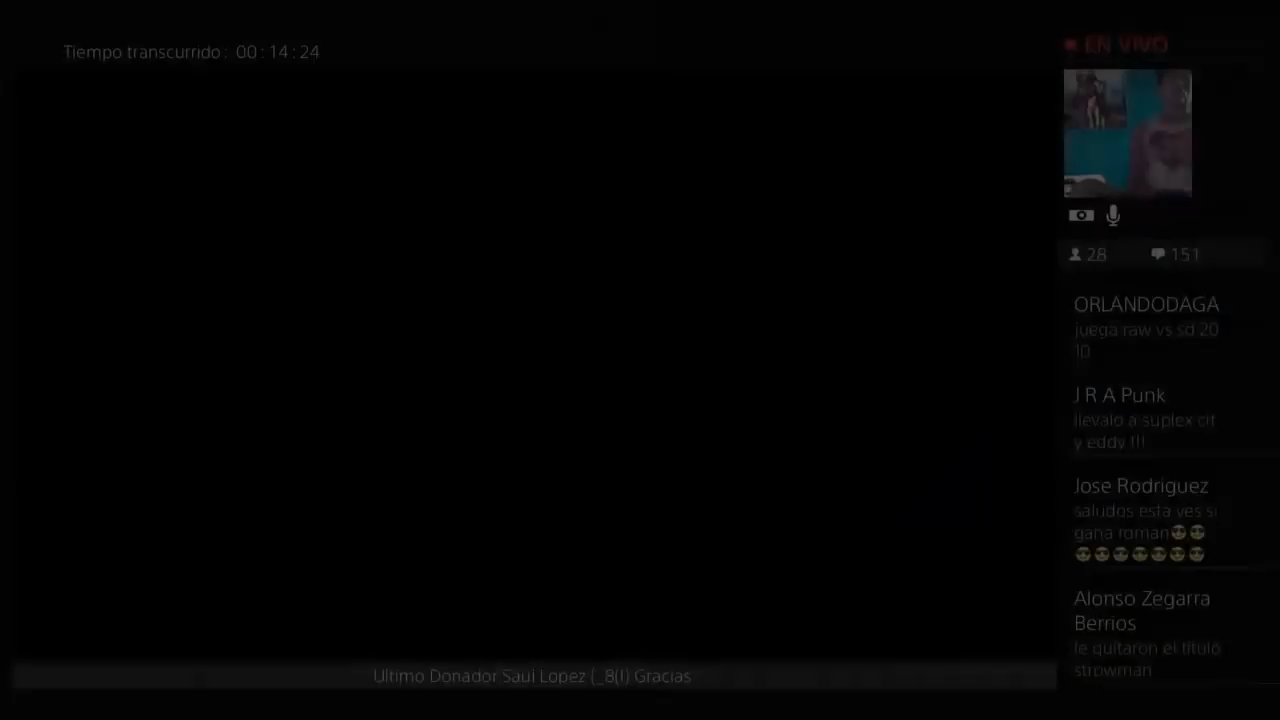 Tiempo transcurrido: 00:14:24
EN VIVO
28 151
ORLANDODAGA
juega raw vs sd 20
10
J R A Punk
llevalo a suplex cit
y eddy !!!
Jose Rodriguez
saludos esta ves si
gana roman😎😎
😎😎😎😎😎😎😎
Alonso Zegarra
Berrios
le quitaron el titulo
strowman
Ultimo Donador Saul Lopez (_8(l) Gracias